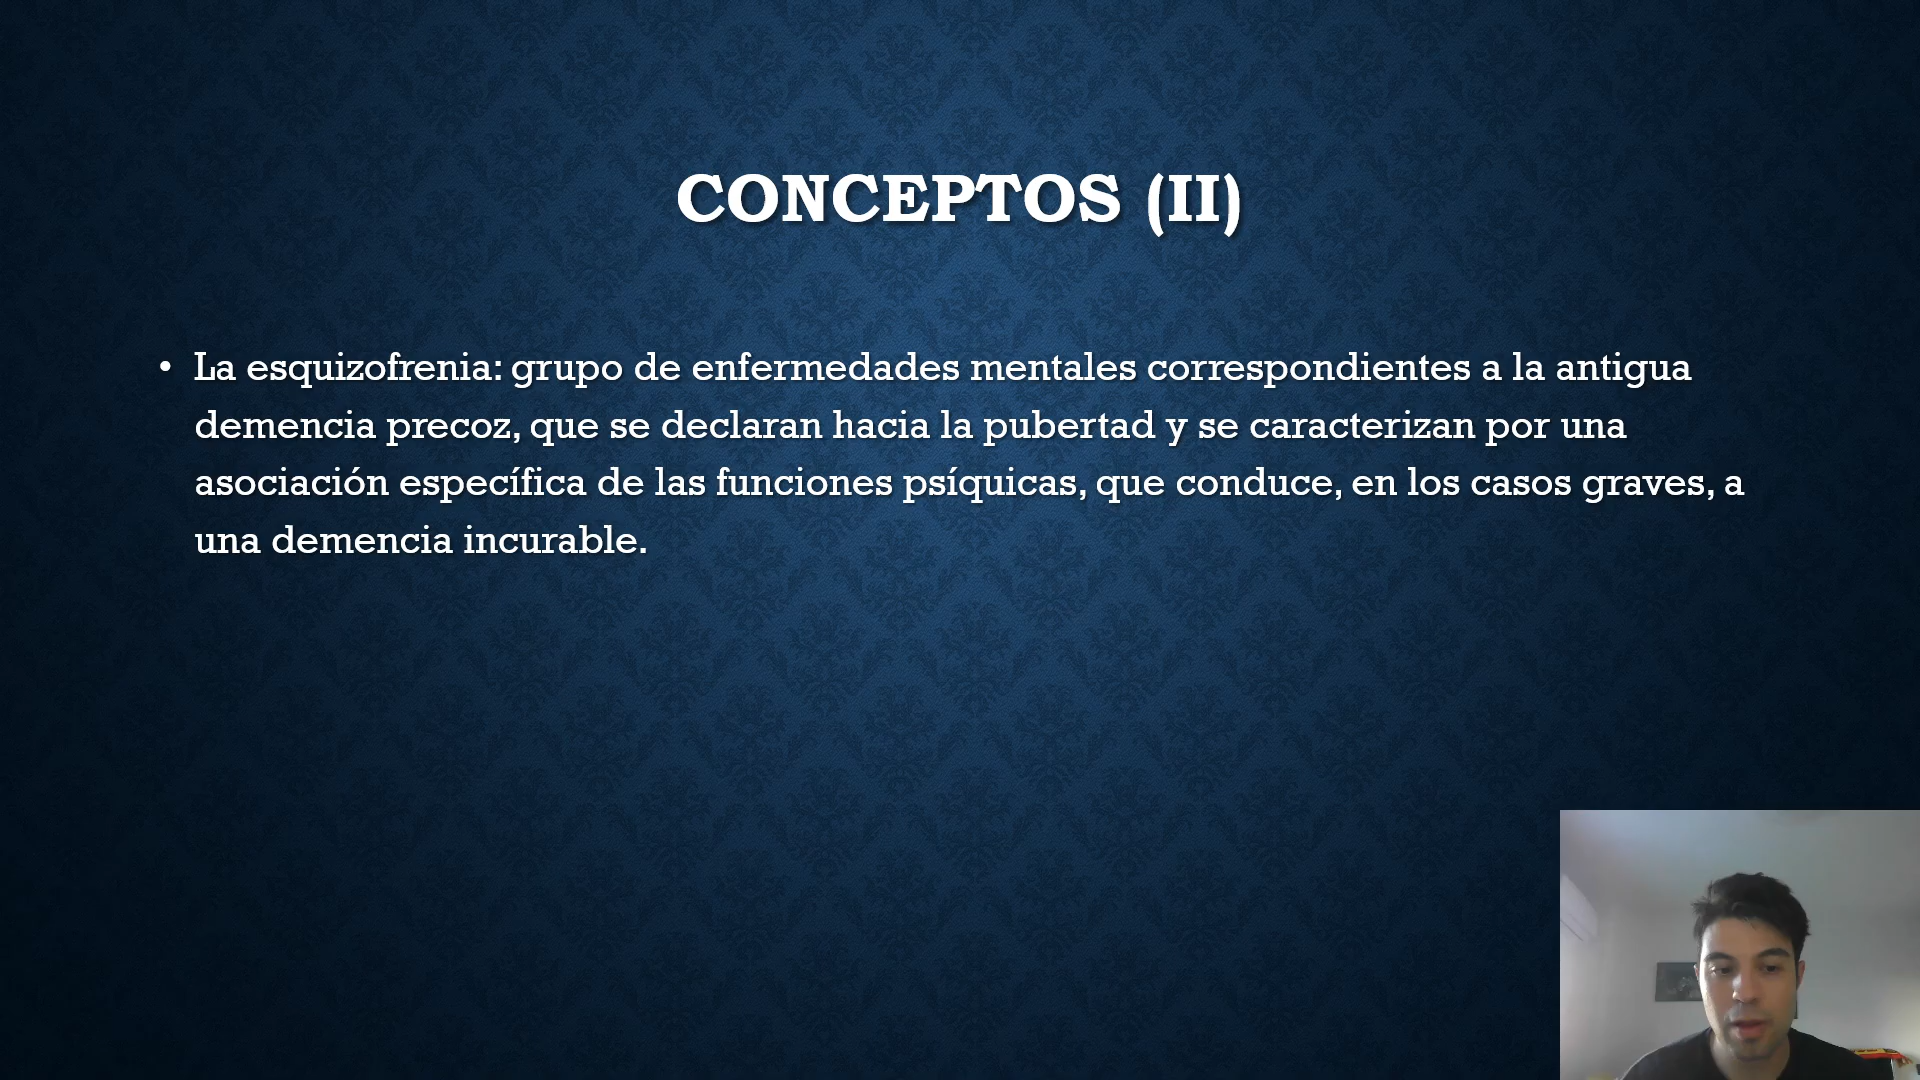 CONCEPTOS (II)
• La esquizofrenia: grupo de enfermedades mentales correspondientes a la antigua
demencia precoz, que se declaran hacia la pubertad y se caracterizan por una
asociación específica de las funciones psíquicas, que conduce, en los casos graves, a
una demencia incurable.